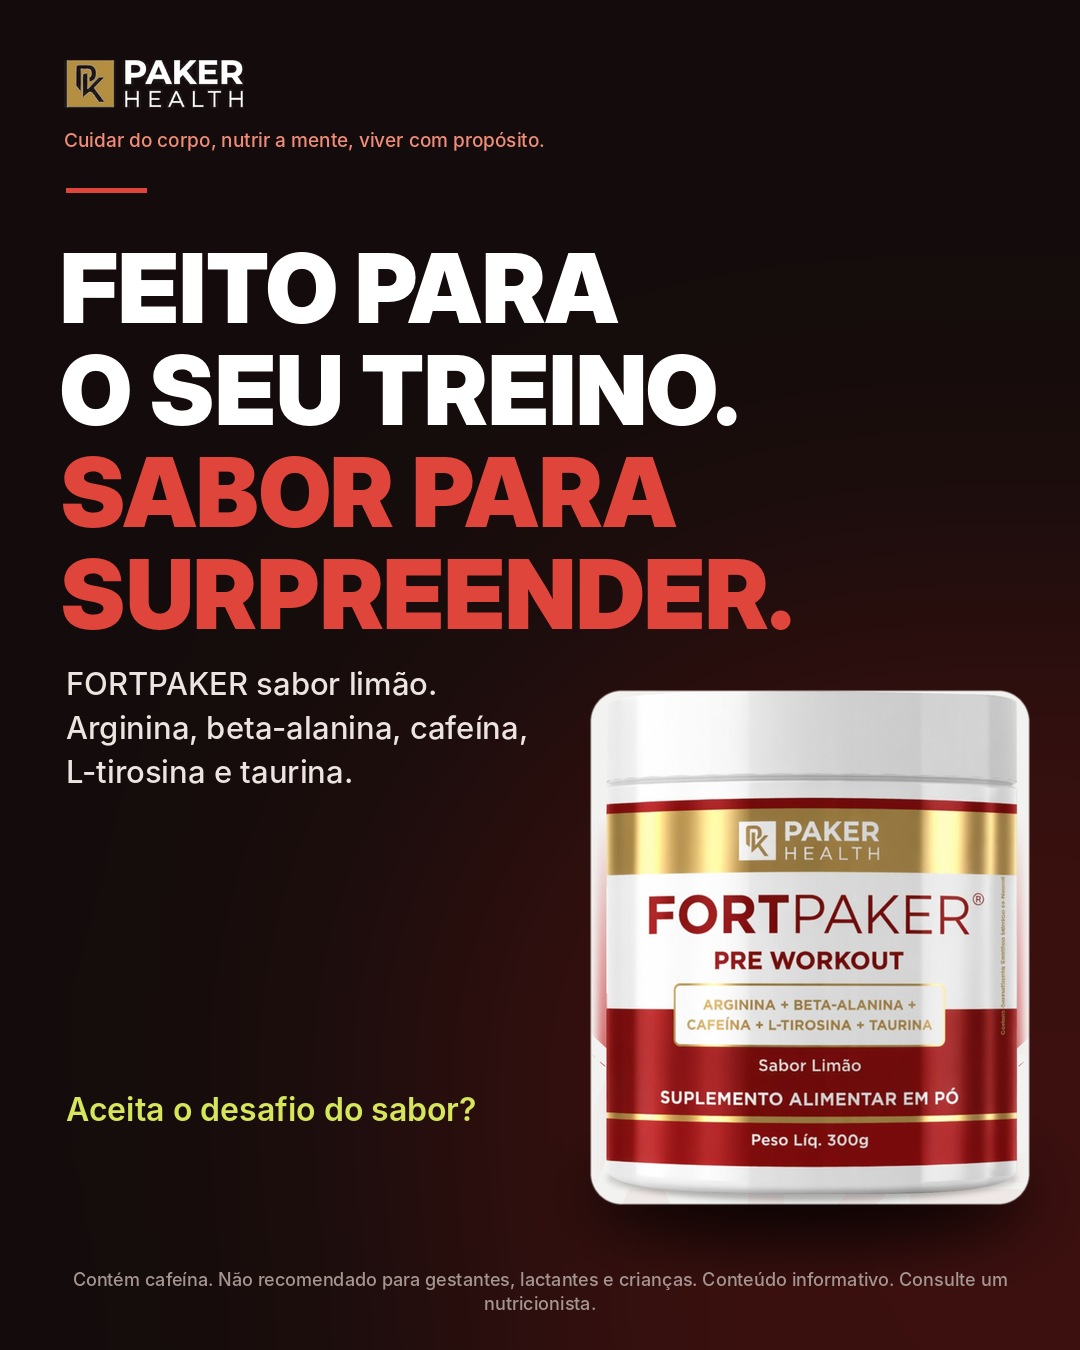 PAKER
HEALTH
Cuidar do corpo, nutrir a mente, viver com propósito.
FEITO PARA
O SEU TREINO.
SABOR PARA
SURPREENDER.
FORTPAKER sabor limão.
Arginina, beta-alanina, cafeína,
L-tirosina e taurina.
PAKER
HEALTH
FORTPAKER®
PRE WORKOUT
ARGININA + BETA-ALANINA +
CAFEÍNA + L-TIROSINA + TAURINA
Sabor Limão
SUPLEMENTO ALIMENTAR EM PÓ
Peso Líq. 300g
Aceita o desafio do sabor?
Contém cafeína. Não recomendado para gestantes, lactantes e crianças. Conteúdo informativo. Consulte um
nutricionista.